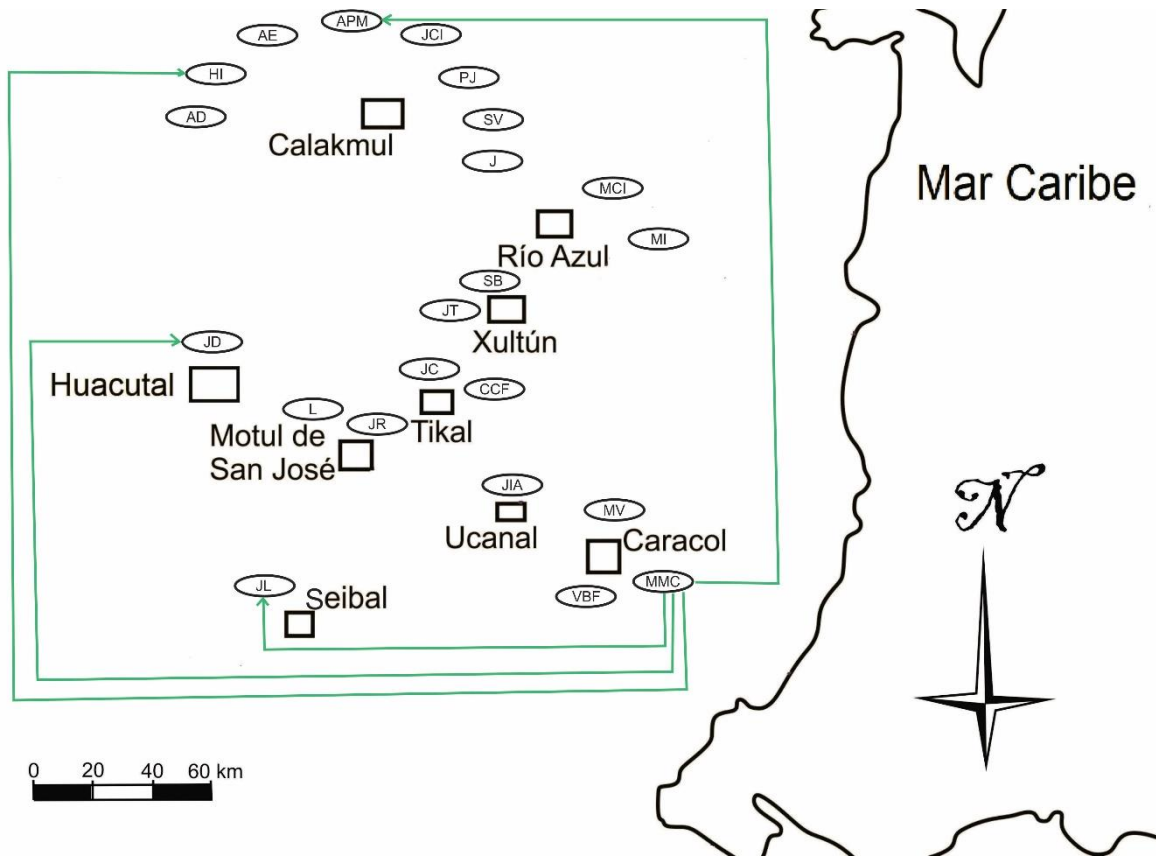 APM
AE
JCI
HI
PJ
AD
SV
Calakmul
J
MCI
Mar Caribe
MI
Río Azul
SB
JT
Xultún
JD
JC
Huacutal
CCF
L
JR
Tikal
Motul de
San José
JIA
MV
Ucanal
Caracol
N
JL
MMC
Seibal
VBF
0 20 40 60 km